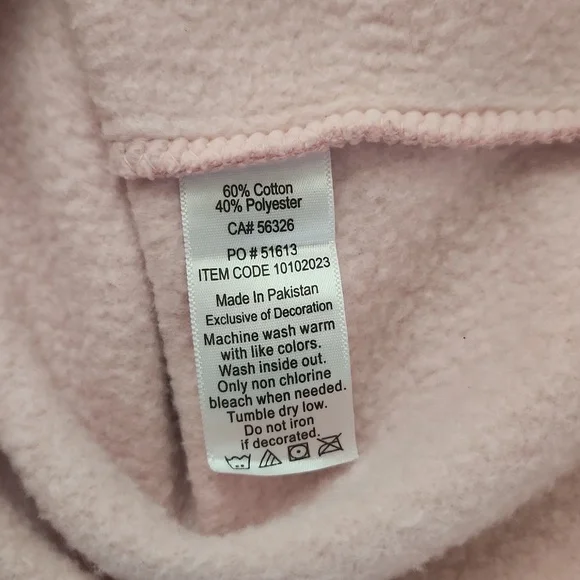 60% Cotton
40% Polyester
CA# 56326
PO # 51613
ITEM CODE 10102023
Made In Pakistan
Exclusive of Decoration
Machine wash warm
with like colors.
Wash inside out.
Only non chlorine
bleach when needed.
Tumble dry low.
Do not iron
if decorated.